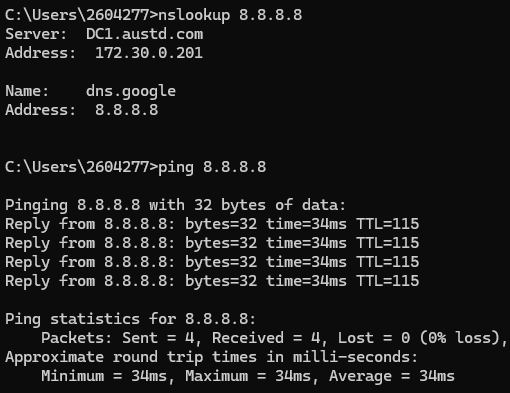 C:\Users\2604277>nslookup 8.8.8.8
Server:  DC1.austd.com
Address:  172.30.0.201

Name:    dns.google
Address:  8.8.8.8

C:\Users\2604277>ping 8.8.8.8

Pinging 8.8.8.8 with 32 bytes of data:
Reply from 8.8.8.8: bytes=32 time=34ms TTL=115
Reply from 8.8.8.8: bytes=32 time=34ms TTL=115
Reply from 8.8.8.8: bytes=32 time=34ms TTL=115
Reply from 8.8.8.8: bytes=32 time=34ms TTL=115

Ping statistics for 8.8.8.8:
    Packets: Sent = 4, Received = 4, Lost = 0 (0% loss),
Approximate round trip times in milli-seconds:
    Minimum = 34ms, Maximum = 34ms, Average = 34ms